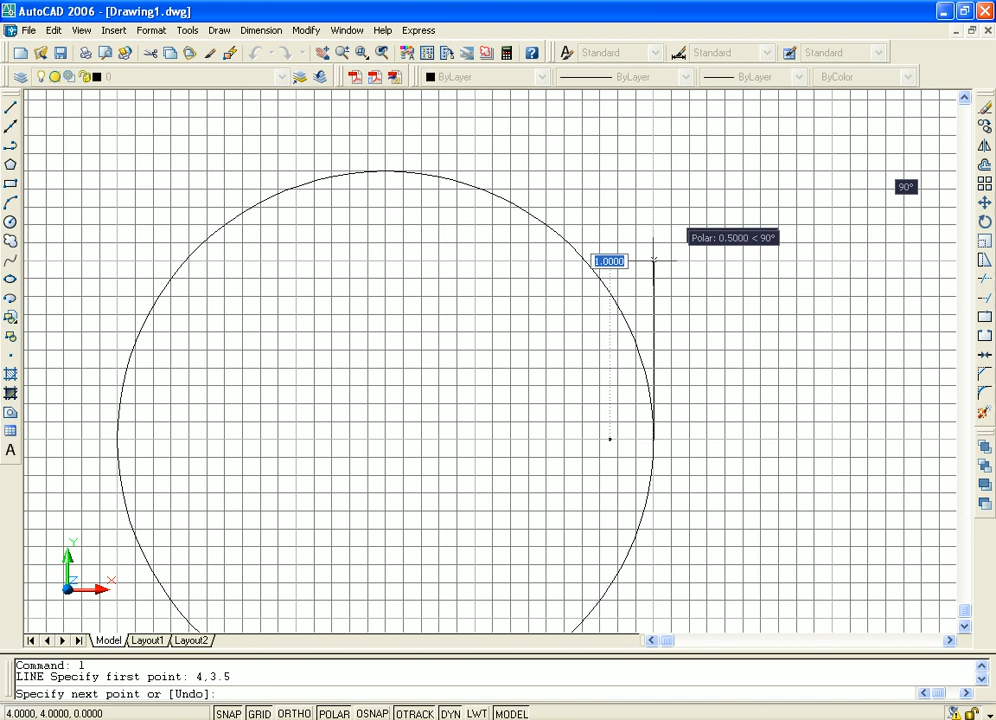 AutoCAD 2006 - [Drawing1.dwg]
File Edit View Insert Format Tools Draw Dimension Modify Window Help Express
Standard Standard Standard
0 ByLayer ByLayer ByLayer ByColor
90°
Polar: 0.5000 < 90°
1.0000
A
Y
Z X
Model Layout1 Layout2
Command: l
LINE Specify first point: 4,3.5
Specify next point or [Undo]:
4.0000, 4.0000, 0.0000 SNAP GRID ORTHO POLAR OSNAP OTRACK DYN LWT MODEL